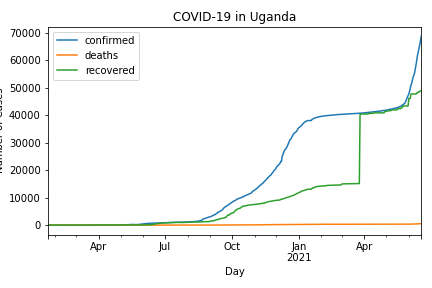 COVID-19 in Uganda
confirmed
deaths
recovered
70000
60000
50000
40000
30000
20000
10000
0
Apr
Jul
Oct
Jan
2021
Apr
Day